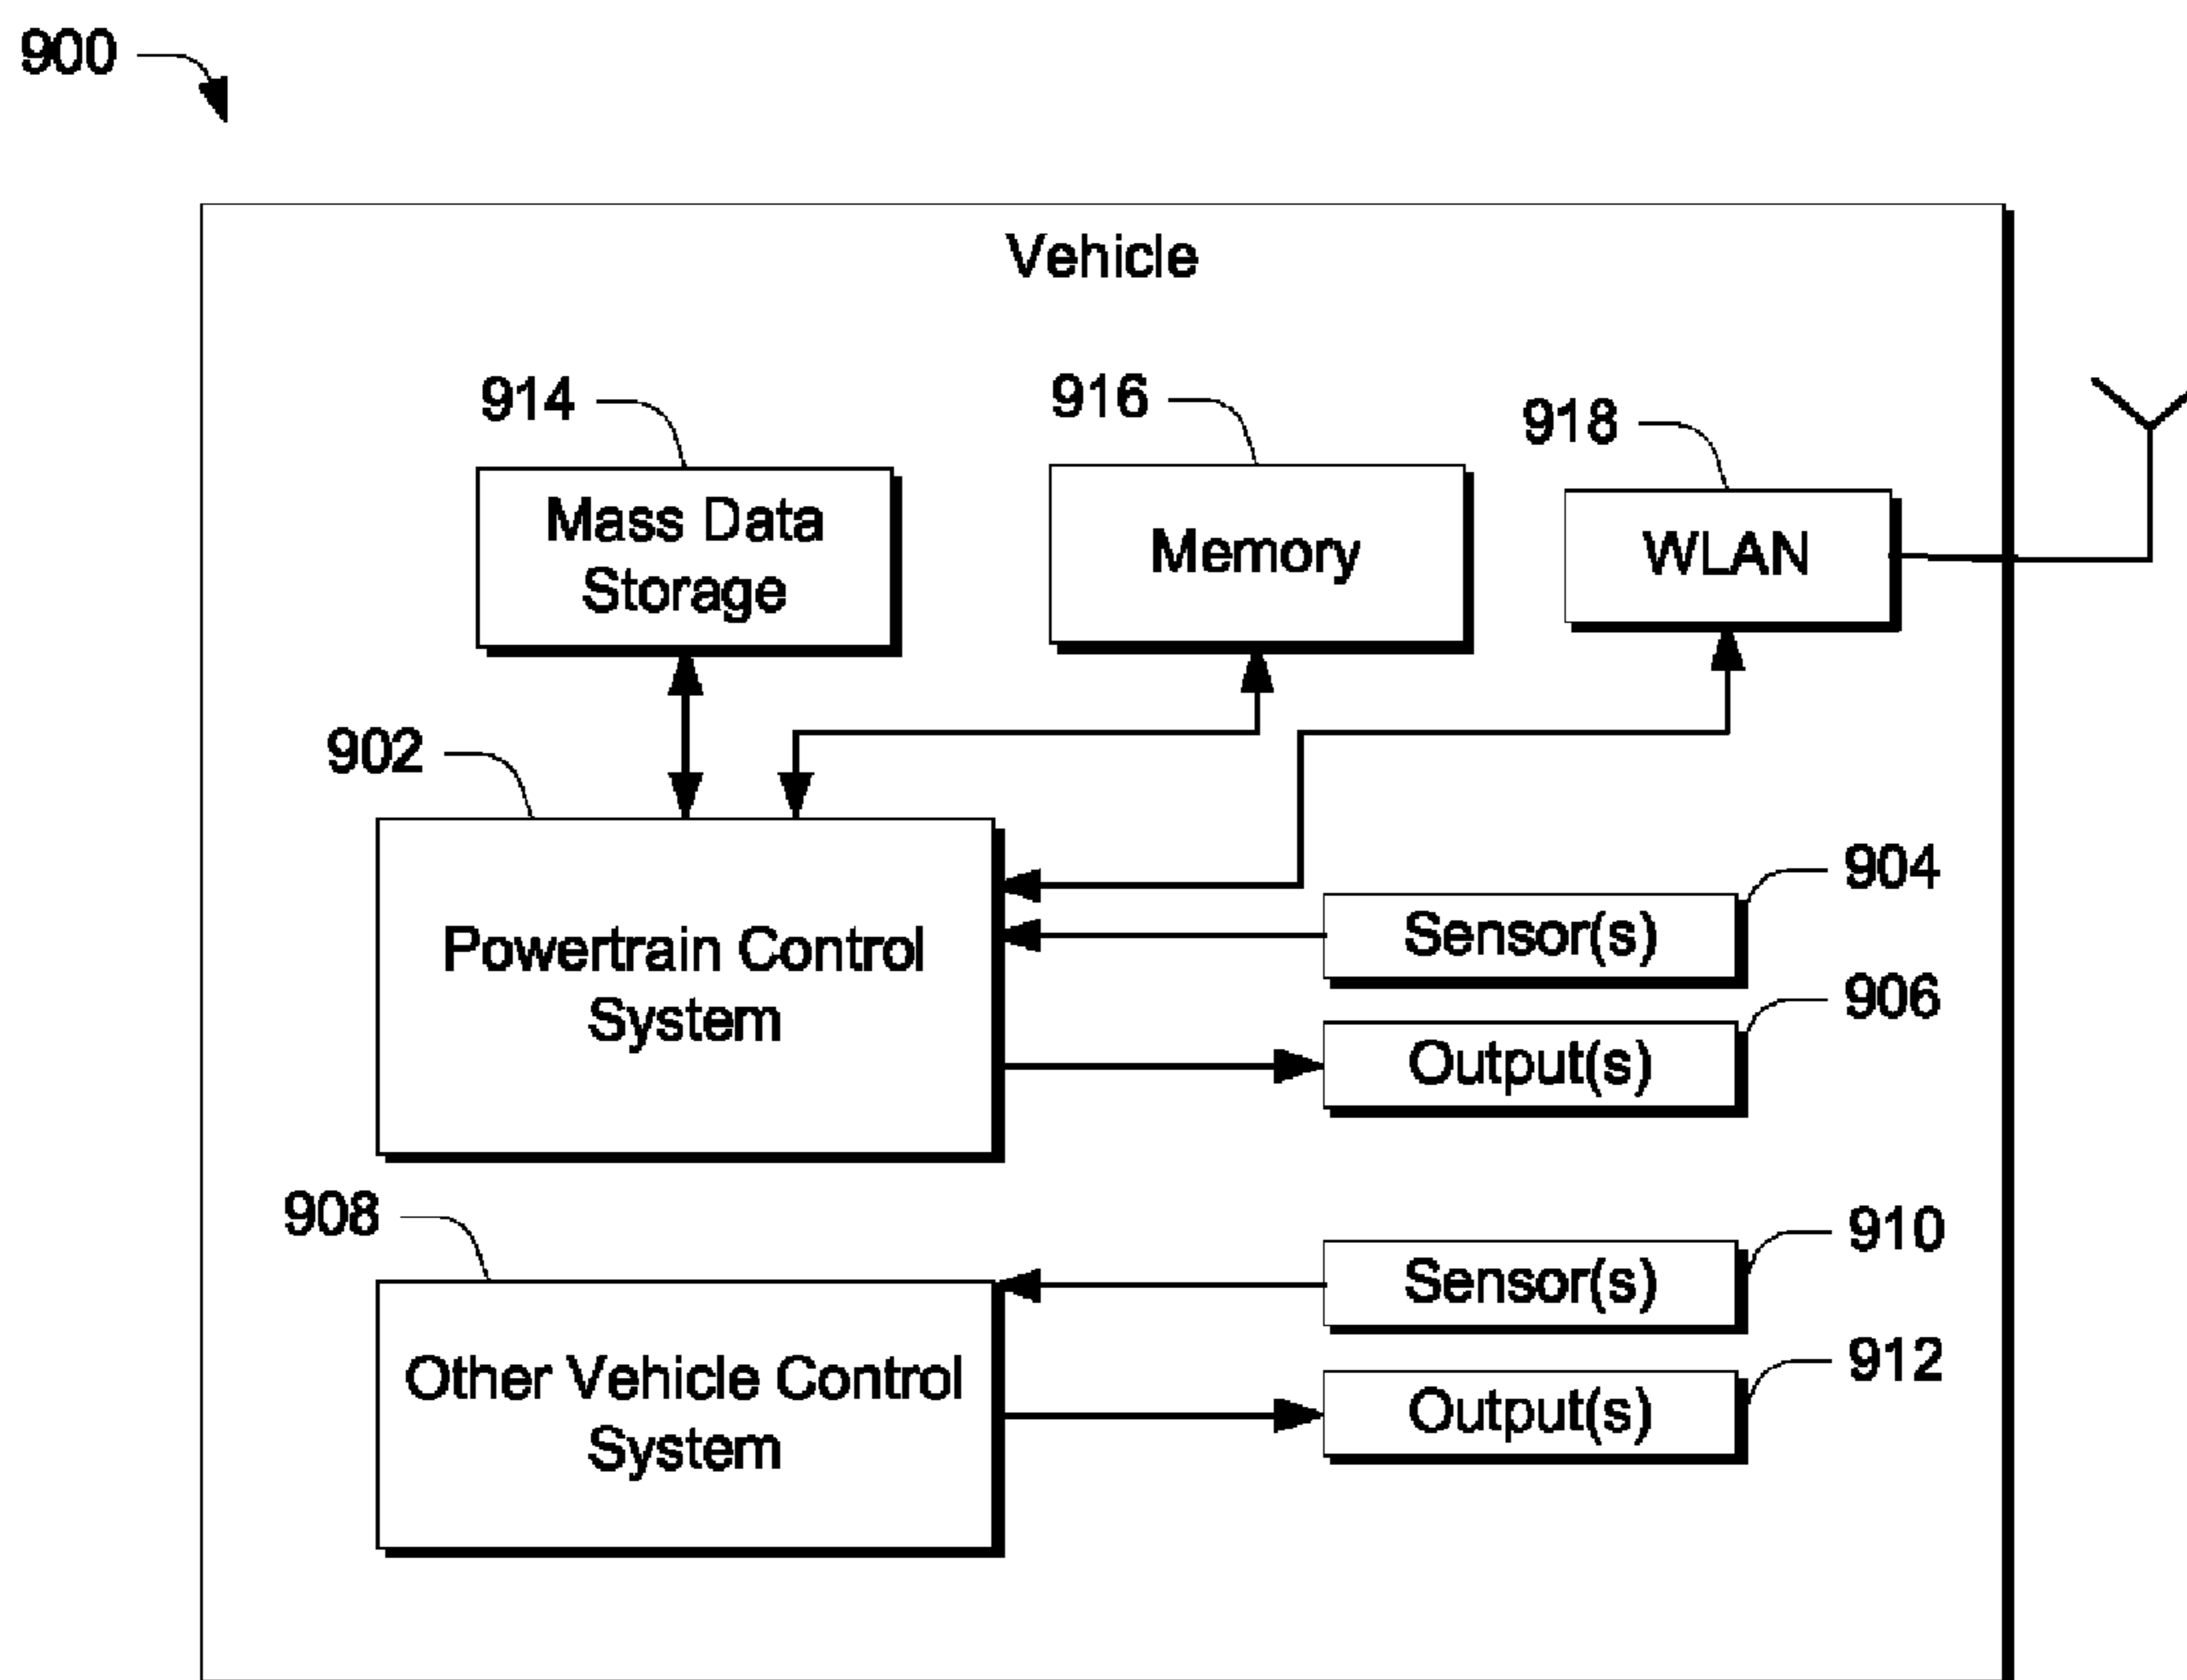 900
Vehicle
914
916
918
Mass Data
Storage
Memory
WLAN
902
904
Powertrain Control
System
Sensor(s)
906
Output(s)
908
910
Other Vehicle Control
System
Sensor(s)
912
Output(s)